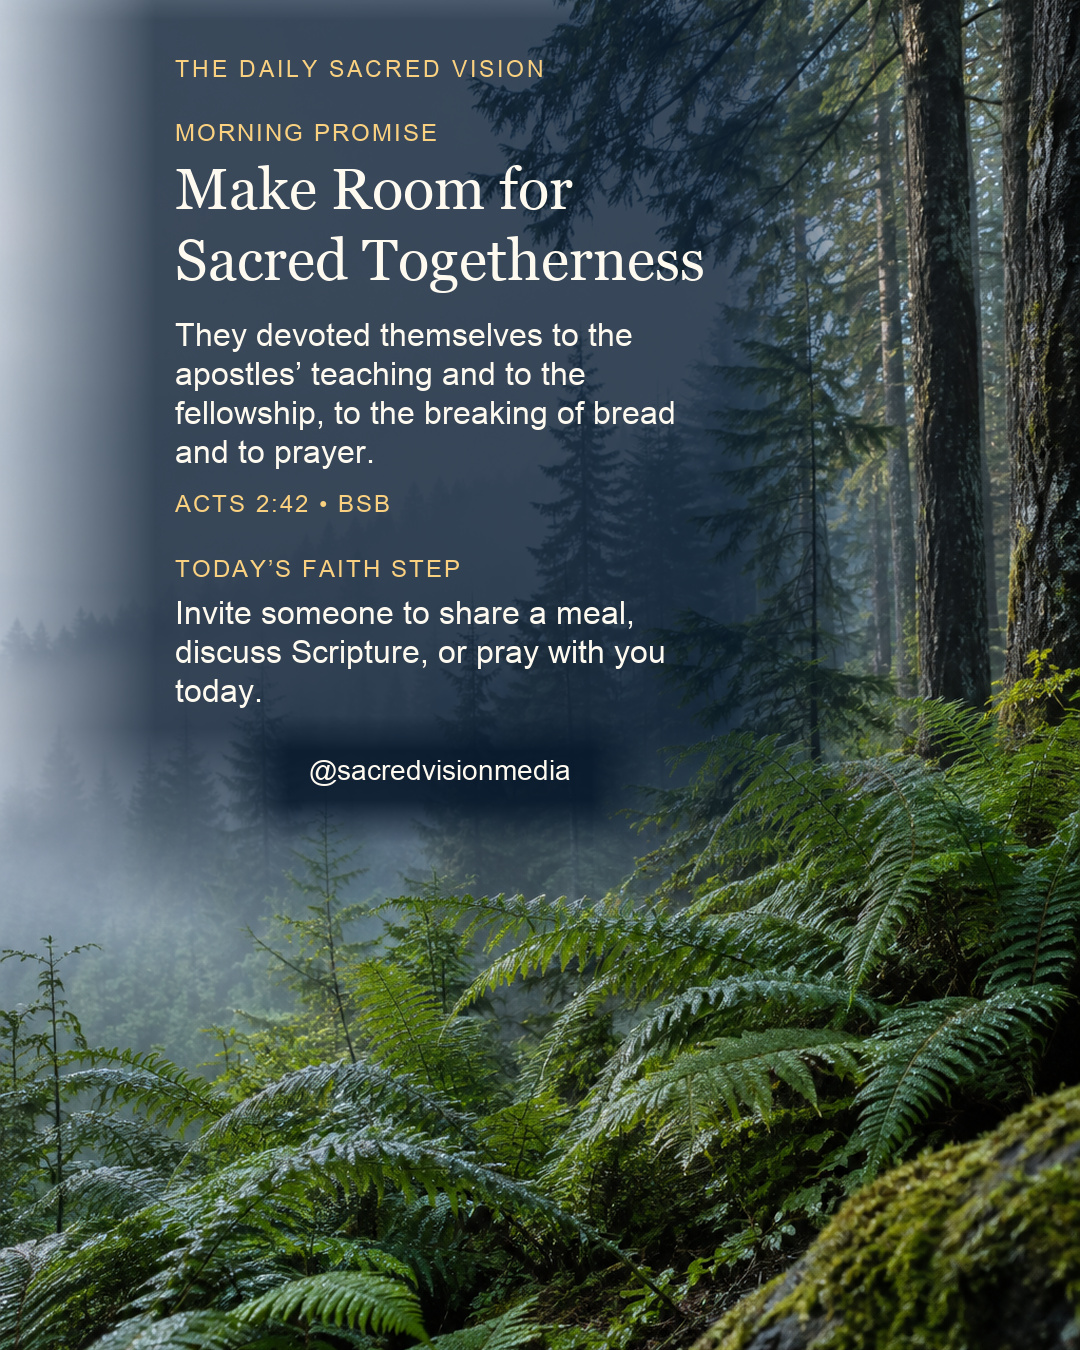 THE DAILY SACRED VISION
MORNING PROMISE
Make Room for
Sacred Togetherness
They devoted themselves to the
apostles’ teaching and to the
fellowship, to the breaking of bread
and to prayer.
ACTS 2:42 • BSB
TODAY’S FAITH STEP
Invite someone to share a meal,
discuss Scripture, or pray with you
today.
@sacredvisionmedia